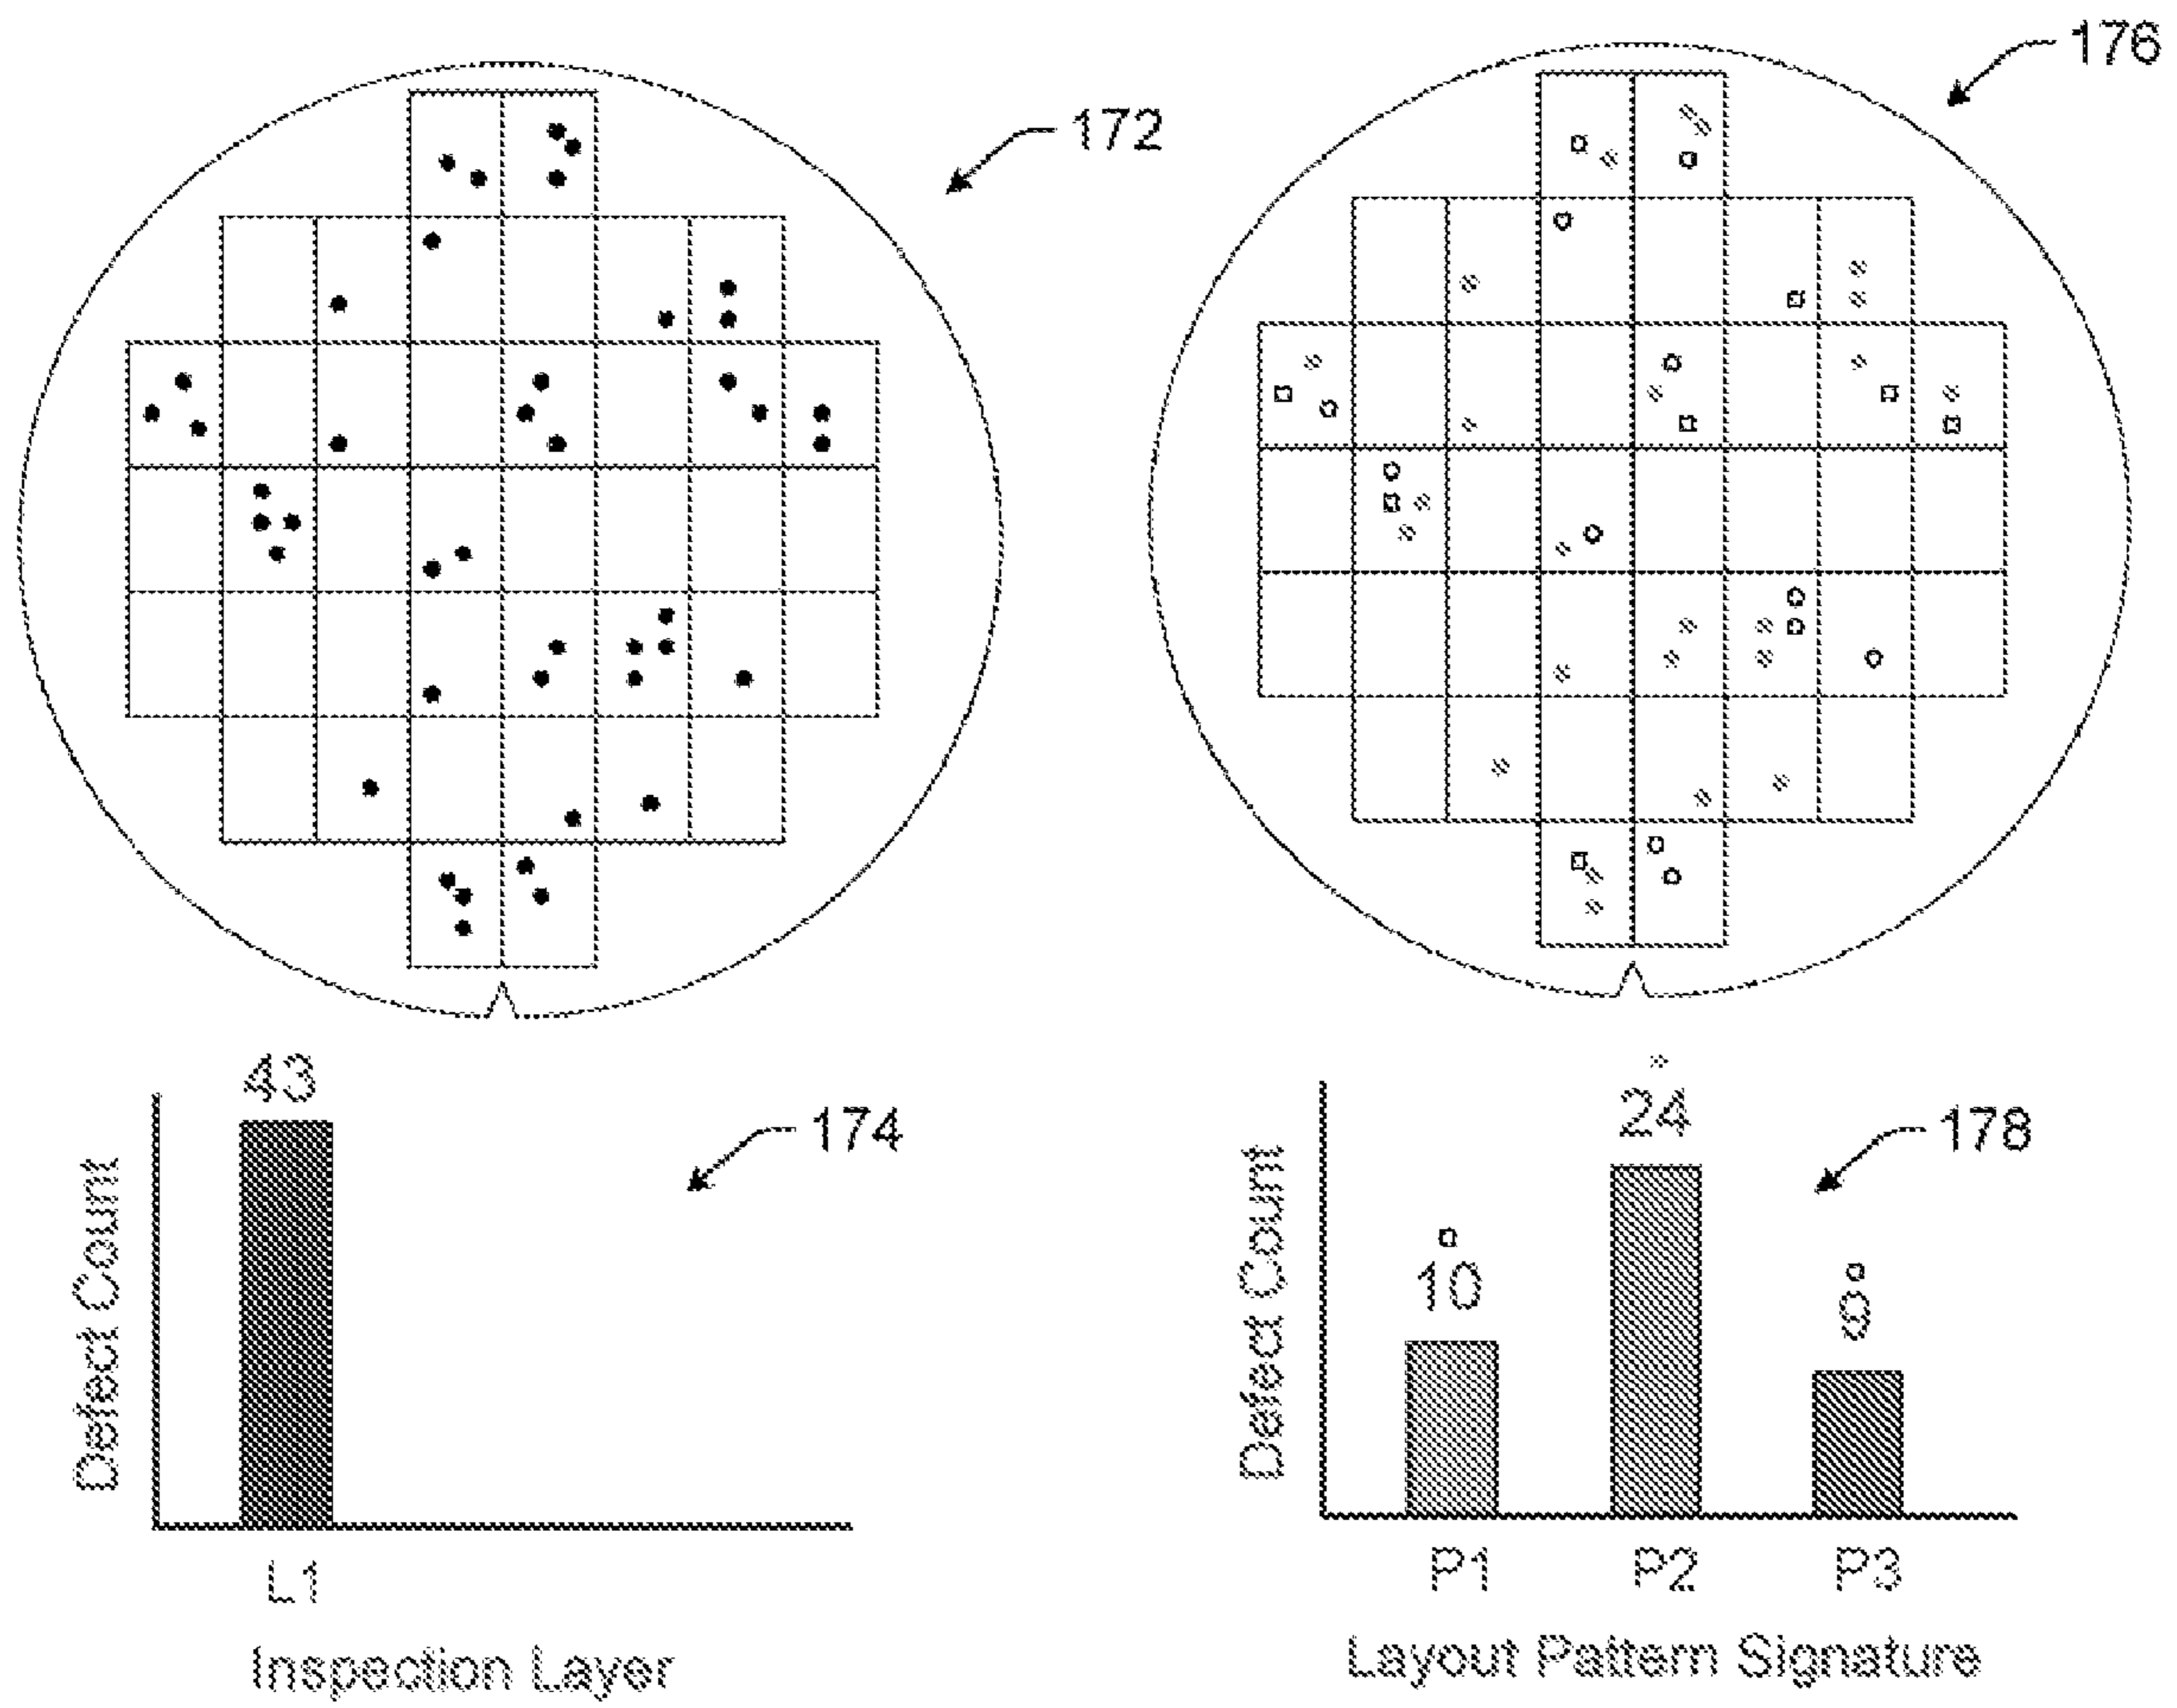 176
172
43
174
Defect Count
L1
Inspection Layer
24
178
10
9
Defect Count
P1 P2 P3
Layout Pattern Signature